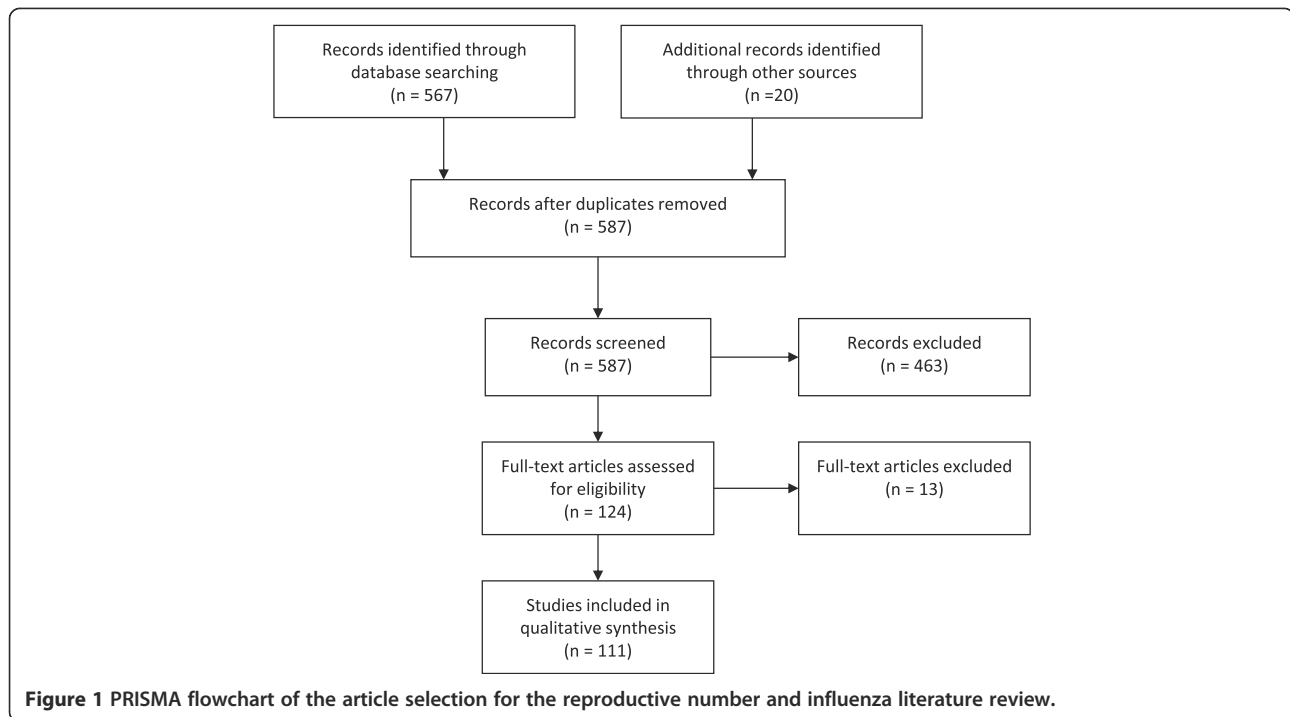 Records identified through
database searching
(n = 567)
Additional records identified
through other sources
(n =20)
Records after duplicates removed
(n = 587)
Records screened
(n = 587)
Records excluded
(n = 463)
Full-text articles assessed
for eligibility
(n = 124)
Full-text articles excluded
(n = 13)
Studies included in
qualitative synthesis
(n = 111)
Figure 1 PRISMA flowchart of the article selection for the reproductive number and influenza literature review.